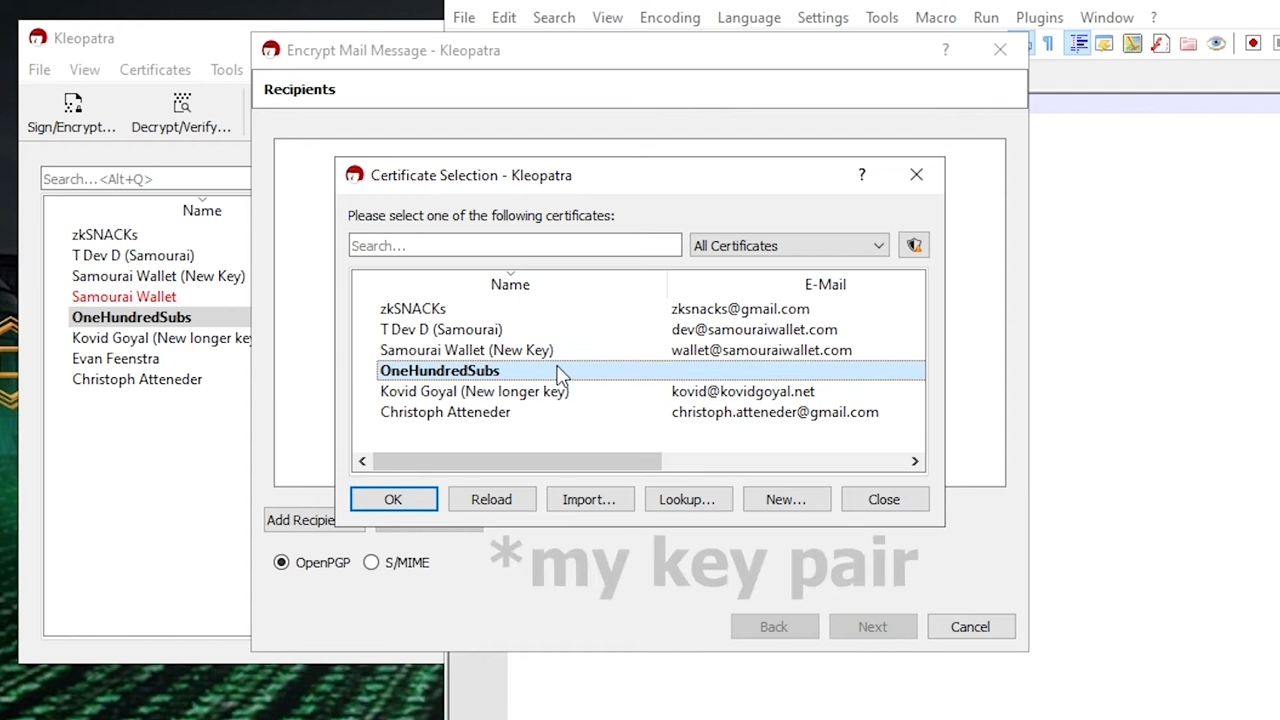 File Edit Search View Encoding Language Settings Tools Macro Run Plugins Window ?
Kleopatra
File View Certificates Tools
Sign/Encrypt... Decrypt/Verify...
Search...<Alt+Q>
Name
zkSNACKs
T Dev D (Samourai)
Samourai Wallet (New Key)
Samourai Wallet
OneHundredSubs
Kovid Goyal (New longer key
Evan Feenstra
Christoph Atteneder
Encrypt Mail Message - Kleopatra
?
Recipients
Certificate Selection - Kleopatra
?
Please select one of the following certificates:
Search... All Certificates
Name E-Mail
zkSNACKs zksnacks@gmail.com
T Dev D (Samourai) dev@samouraiwallet.com
Samourai Wallet (New Key) wallet@samouraiwallet.com
OneHundredSubs
Kovid Goyal (New longer key) kovid@kovidgoyal.net
Christoph Atteneder christoph.atteneder@gmail.com
OK Reload Import... Lookup... New... Close
Add Recipie
OpenPGP S/MIME
*my key pair
Back Next Cancel